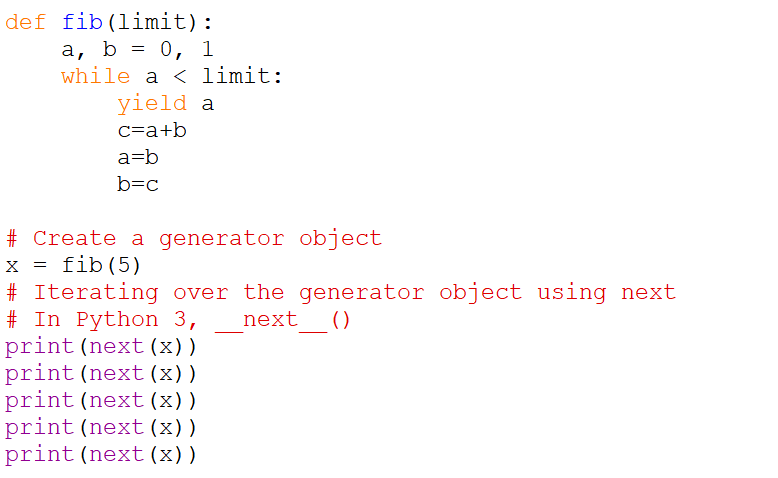 def fib(limit):
    a, b = 0, 1
    while a < limit:
        yield a
        c=a+b
        a=b
        b=c

# Create a generator object
x = fib(5)
# Iterating over the generator object using next
# In Python 3, __next__()
print(next(x))
print(next(x))
print(next(x))
print(next(x))
print(next(x))